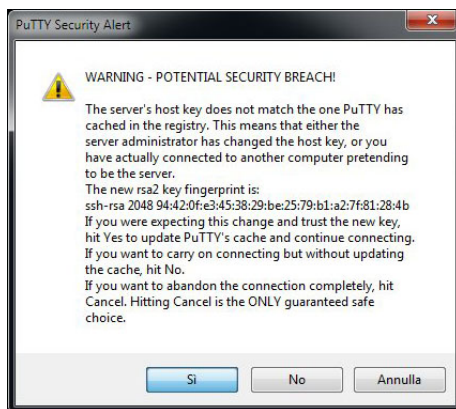 PuTTY Security Alert
WARNING - POTENTIAL SECURITY BREACH!
The server's host key does not match the one PuTTY has
cached in the registry. This means that either the
server administrator has changed the host key, or you
have actually connected to another computer pretending
to be the server.
The new rsa2 key fingerprint is:
ssh-rsa 2048 94:42:0f:e3:45:38:29:be:25:79:b1:a2:7f:81:28:4b
If you were expecting this change and trust the new key,
hit Yes to update PuTTY's cache and continue connecting.
If you want to carry on connecting but without updating
the cache, hit No.
If you want to abandon the connection completely, hit
Cancel. Hitting Cancel is the ONLY guaranteed safe
choice.
Sì No Annulla